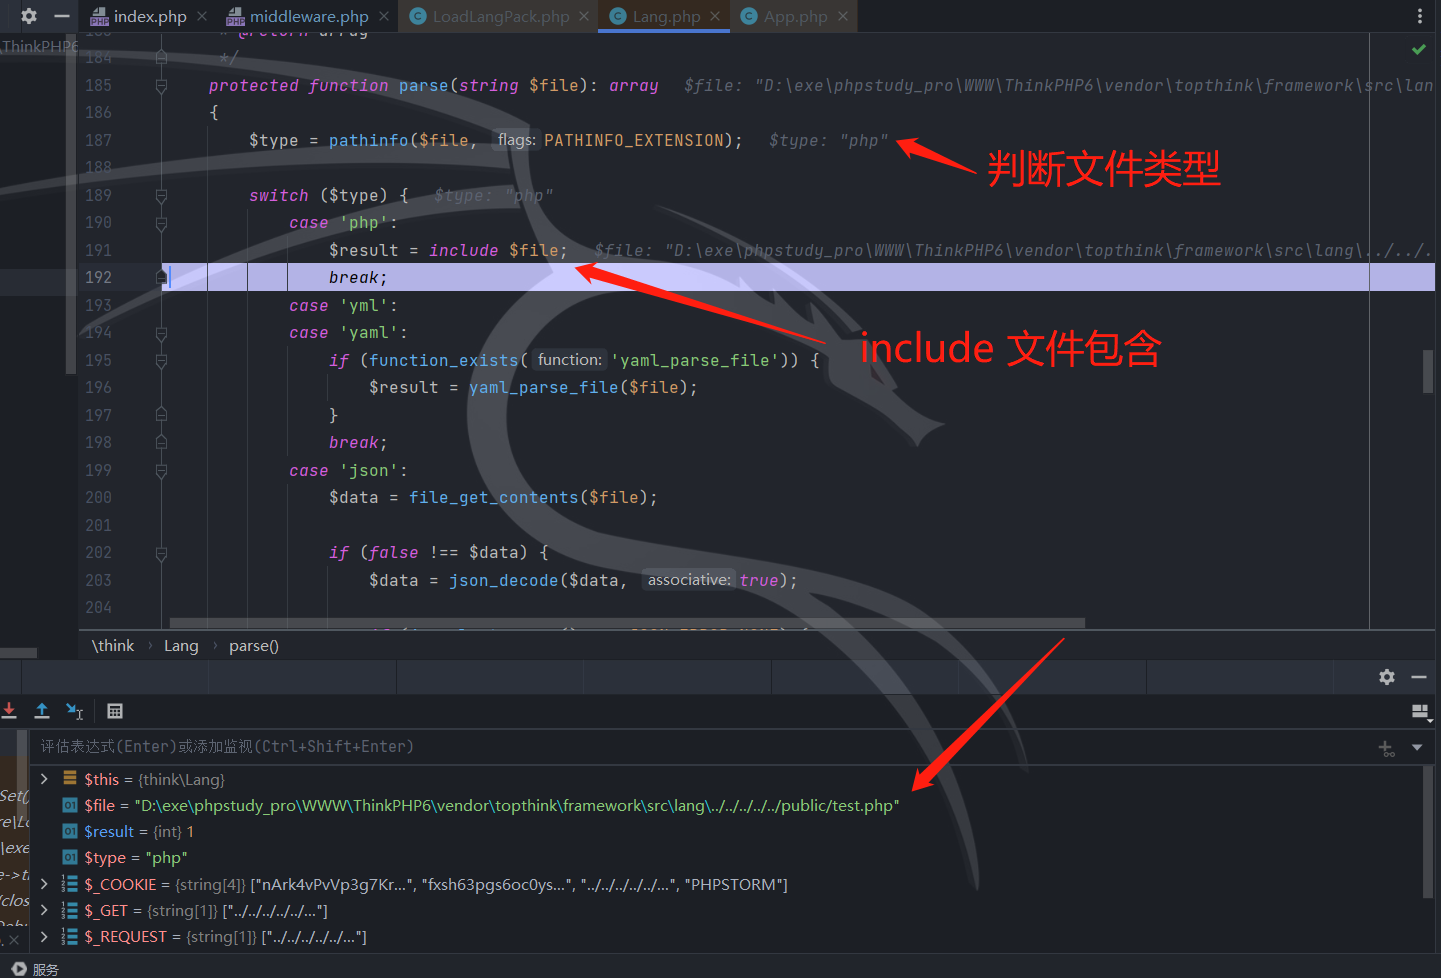 index.php
middleware.php
LoadLangPack.php
Lang.php
App.php
\ThinkPHP6
* @return array
184 */
185 protected function parse(string $file): array $file: "D:\exe\phpstudy_pro\WWW\ThinkPHP6\vendor\topthink\framework\src\lan
186 {
187 $type = pathinfo($file, flags: PATHINFO_EXTENSION); $type: "php"
判断文件类型
188
189 switch ($type) { $type: "php"
190 case 'php':
191 $result = include $file; $file: "D:\exe\phpstudy_pro\WWW\ThinkPHP6\vendor\topthink\framework\src\lang\../../.
192 break;
193 case 'yml':
194 case 'yaml':
include 文件包含
195 if (function_exists( function: 'yaml_parse_file')) {
196 $result = yaml_parse_file($file);
197 }
198 break;
199 case 'json':
200 $data = file_get_contents($file);
201
202 if (false !== $data) {
203 $data = json_decode($data, associative: true);
204
\think › Lang › parse()
评估表达式(Enter)或添加监视(Ctrl+Shift+Enter)
$this = {think\Lang}
$file = "D:\exe\phpstudy_pro\WWW\ThinkPHP6\vendor\topthink\framework\src\lang\../../../../../public/test.php"
$result = {int} 1
$type = "php"
$_COOKIE = {string[4]} ["nArk4vPvVp3g7Kr...", "fxsh63pgs6oc0ys...", "../../../../../...", "PHPSTORM"]
$_GET = {string[1]} ["../../../../../..."]
$_REQUEST = {string[1]} ["../../../../../..."]
Set(
re\Lo
\exe
e->t
/clos
服务